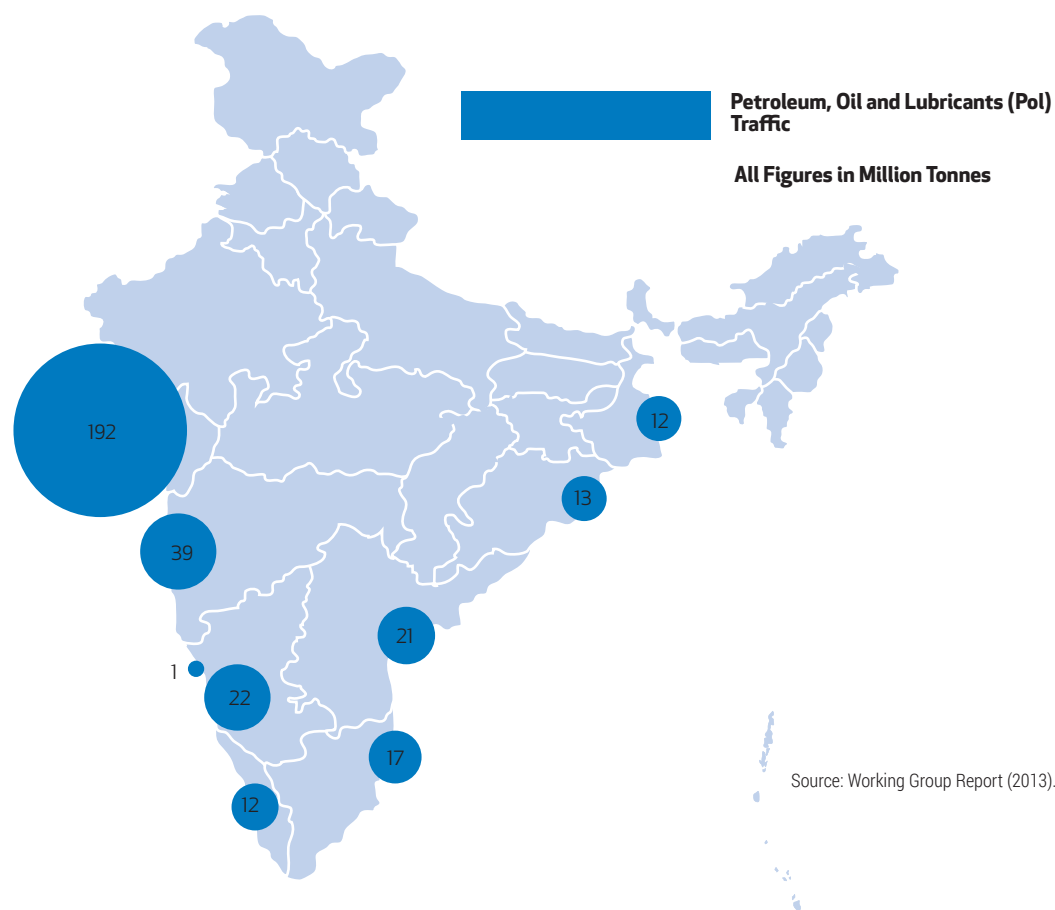 Petroleum, Oil and Lubricants (Pol)
Traffic
All Figures in Million Tonnes
192
12
13
39
21
1
22
17
12
Source: Working Group Report (2013).